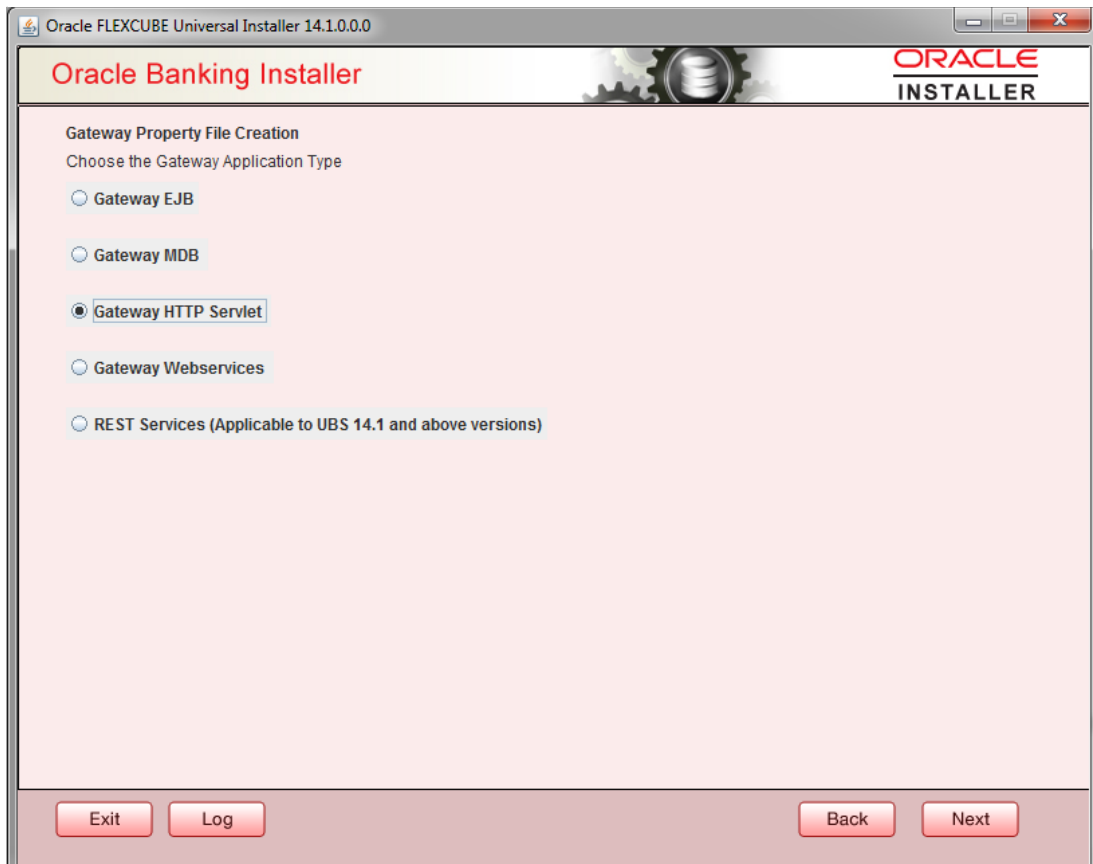 Oracle FLEXCUBE Universal Installer 14.1.0.0.0
Oracle Banking Installer
ORACLE
INSTALLER
Gateway Property File Creation
Choose the Gateway Application Type
Gateway EJB
Gateway MDB
Gateway HTTP Servlet
Gateway Webservices
REST Services (Applicable to UBS 14.1 and above versions)
Exit Log Back Next